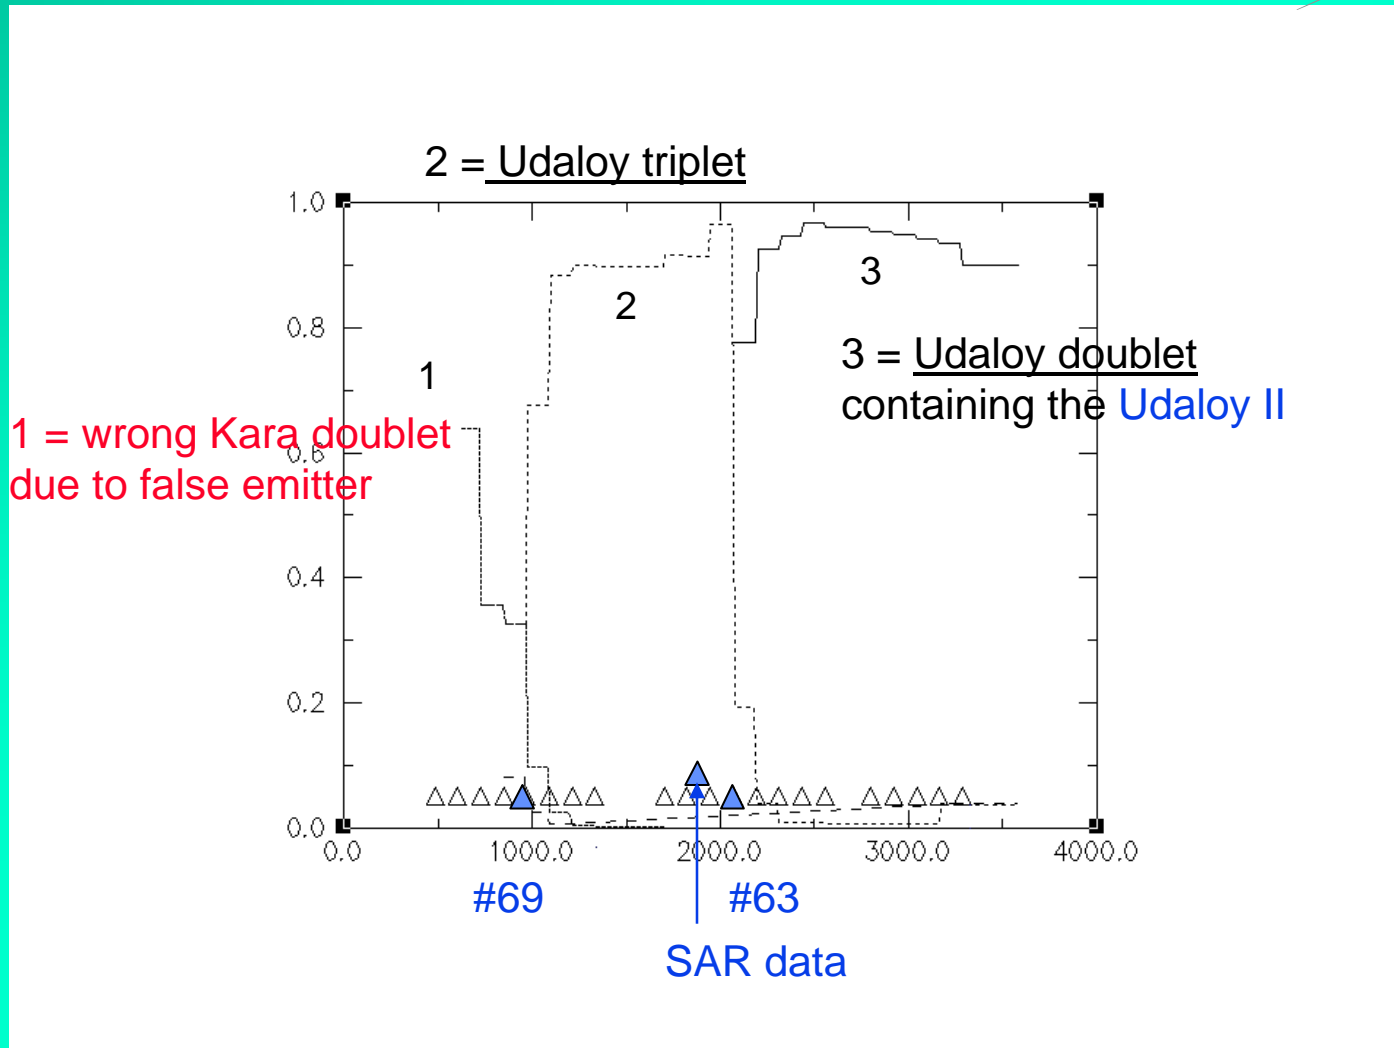 2 = Udaloy triplet
1.0
3
2
0.8
3 = Udaloy doublet
1
containing the Udaloy II
1 = wrong Kara doublet
0.6
due to false emitter
0.4
0.2
0.0
0.0 1000.0 2000.0 3000.0 4000.0
#69 #63
SAR data